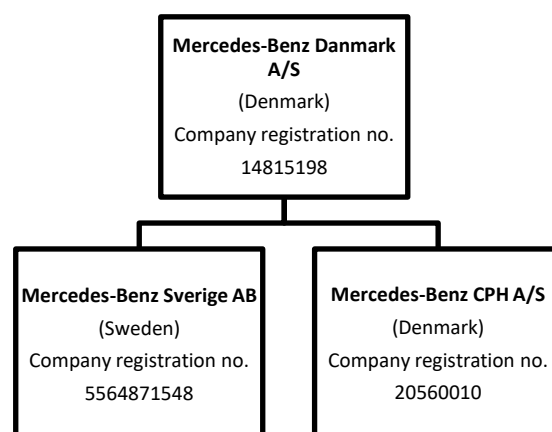 Mercedes-Benz Danmark
A/S
(Denmark)
Company registration no.
14815198
Mercedes-Benz Sverige AB
(Sweden)
Company registration no.
5564871548
Mercedes-Benz CPH A/S
(Denmark)
Company registration no.
20560010